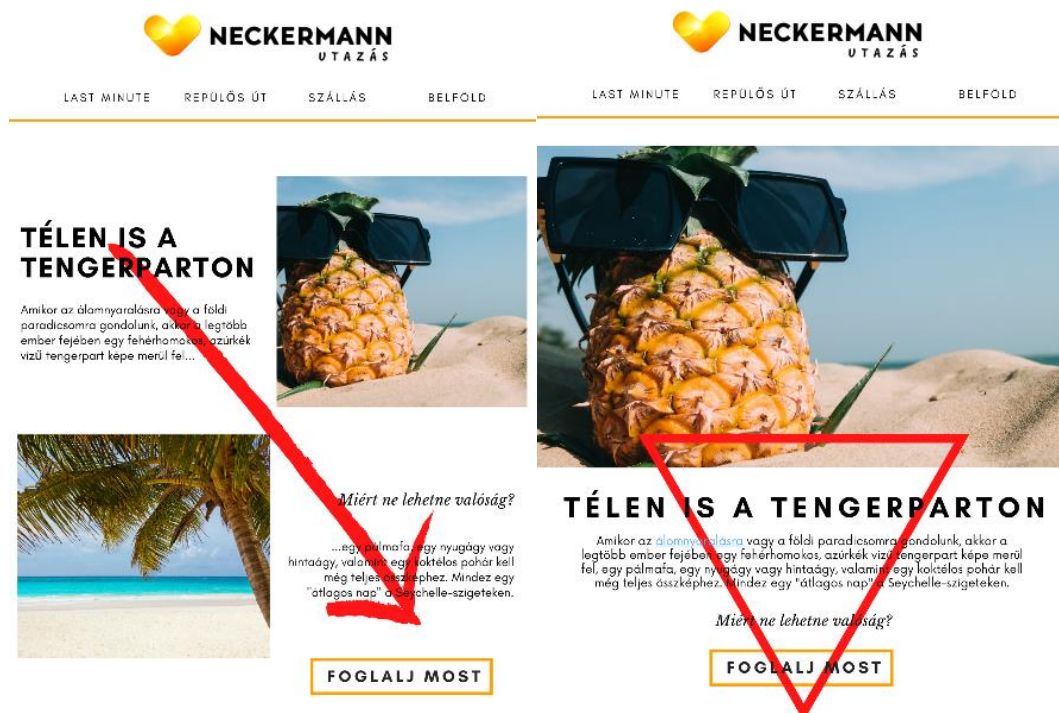 NECKERMANN
UTAZÁS
LAST MINUTE REPÜLŐS ÚT SZÁLLÁS BELFÖLD
TÉLEN IS A
TENGERPARTON
Amikor az álomnyaralásra vagy a földi
paradicsomra gondolunk, akkor a legtöbb
ember fejében egy fehérhomokos, azúrkék
vizű tengerpart képe merül fel...
Miért ne lehetne valóság?
...egy pálmafa, egy nyugágy vagy
hintaágy, valamint egy koktélos pohár kell
még teljes összképhez. Mindez egy
"átlagos nap" a Seychelle-szigeteken.
FOGLALJ MOST
NECKERMANN
UTAZÁS
LAST MINUTE REPÜLŐS ÚT SZÁLLÁS BELFÖLD
TÉLEN IS A TENGERPARTON
Amikor az álomnyaralásra vagy a földi paradicsomra gondolunk, akkor a
legtöbb ember fejében egy fehérhomokos, azúrkék vizű tengerpart képe merül
fel, egy pálmafa, egy nyugágy vagy hintaágy, valamint egy koktélos pohár kell
még teljes összképhez. Mindez egy "átlagos nap" a Seychelle-szigeteken.
Miért ne lehetne valóság?
FOGLALJ MOST